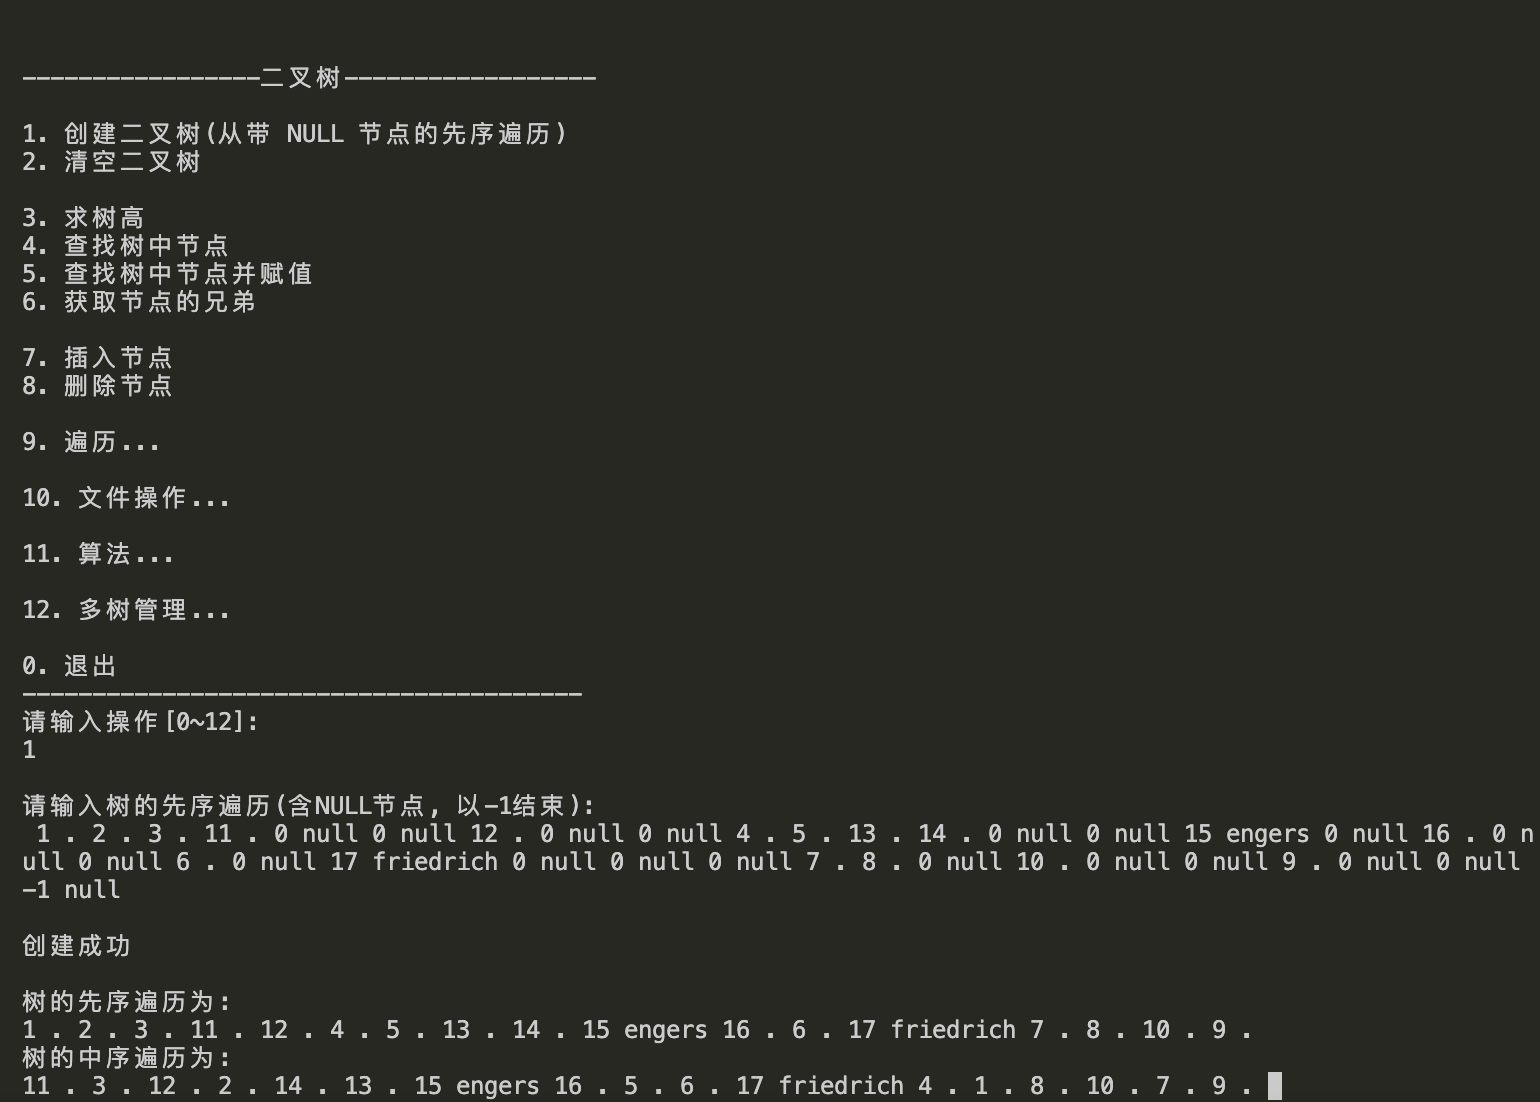 -----------------二叉树------------------
1. 创建二叉树(从带 NULL 节点的先序遍历)
2. 清空二叉树
3. 求树高
4. 查找树中节点
5. 查找树中节点并赋值
6. 获取节点的兄弟
7. 插入节点
8. 删除节点
9. 遍历...
10. 文件操作...
11. 算法...
12. 多树管理...
0. 退出
----------------------------------------
请输入操作[0~12]:
1
请输入树的先序遍历(含NULL节点, 以-1结束):
1 . 2 . 3 . 11 . 0 null 0 null 12 . 0 null 0 null 4 . 5 . 13 . 14 . 0 null 0 null 15 engers 0 null 16 . 0 n
ull 0 null 6 . 0 null 17 friedrich 0 null 0 null 0 null 7 . 8 . 0 null 10 . 0 null 0 null 9 . 0 null 0 null
-1 null
创建成功
树的先序遍历为:
1 . 2 . 3 . 11 . 12 . 4 . 5 . 13 . 14 . 15 engers 16 . 6 . 17 friedrich 7 . 8 . 10 . 9 .
树的中序遍历为:
11 . 3 . 12 . 2 . 14 . 13 . 15 engers 16 . 5 . 6 . 17 friedrich 4 . 1 . 8 . 10 . 7 . 9 .